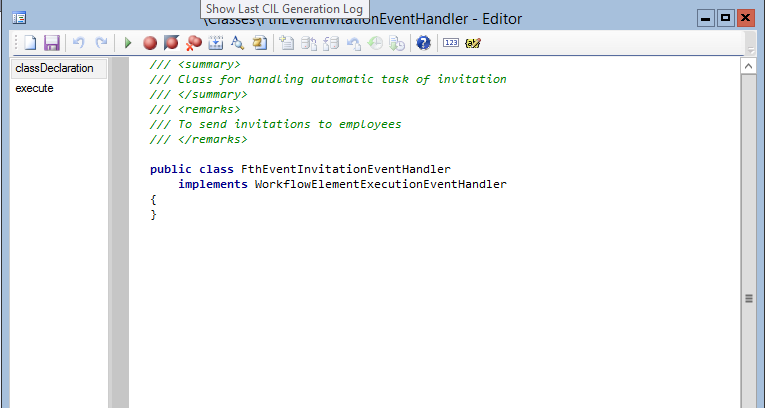 Show Last CIL Generation Log
\Classes\FthEventInvitationEventHandler - Editor
123
classDeclaration
execute
/// <summary>
/// Class for handling automatic task of invitation
/// </summary>
/// <remarks>
/// To send invitations to employees
/// </remarks>
public class FthEventInvitationEventHandler
implements WorkflowElementExecutionEventHandler
{
}